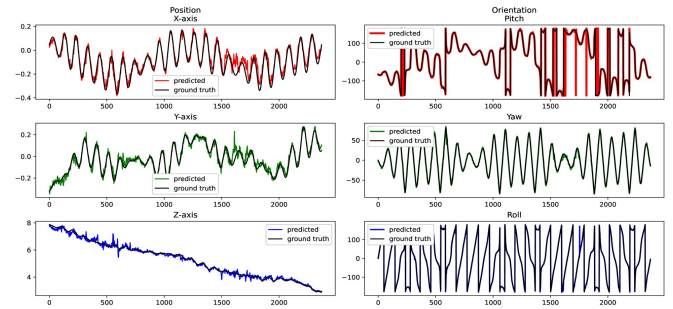 Position
X-axis
0.2
0.0
−0.2
−0.4
predicted
ground truth
0 500 1000 1500 2000
Y-axis
0.2
0.0
−0.2
predicted
ground truth
0 500 1000 1500 2000
Z-axis
8
6
4
predicted
ground truth
0 500 1000 1500 2000
Orientation
Pitch
100
0
−100
predicted
ground truth
0 500 1000 1500 2000
Yaw
50
0
−50
predicted
ground truth
0 500 1000 1500 2000
Roll
100
0
−100
predicted
ground truth
0 500 1000 1500 2000